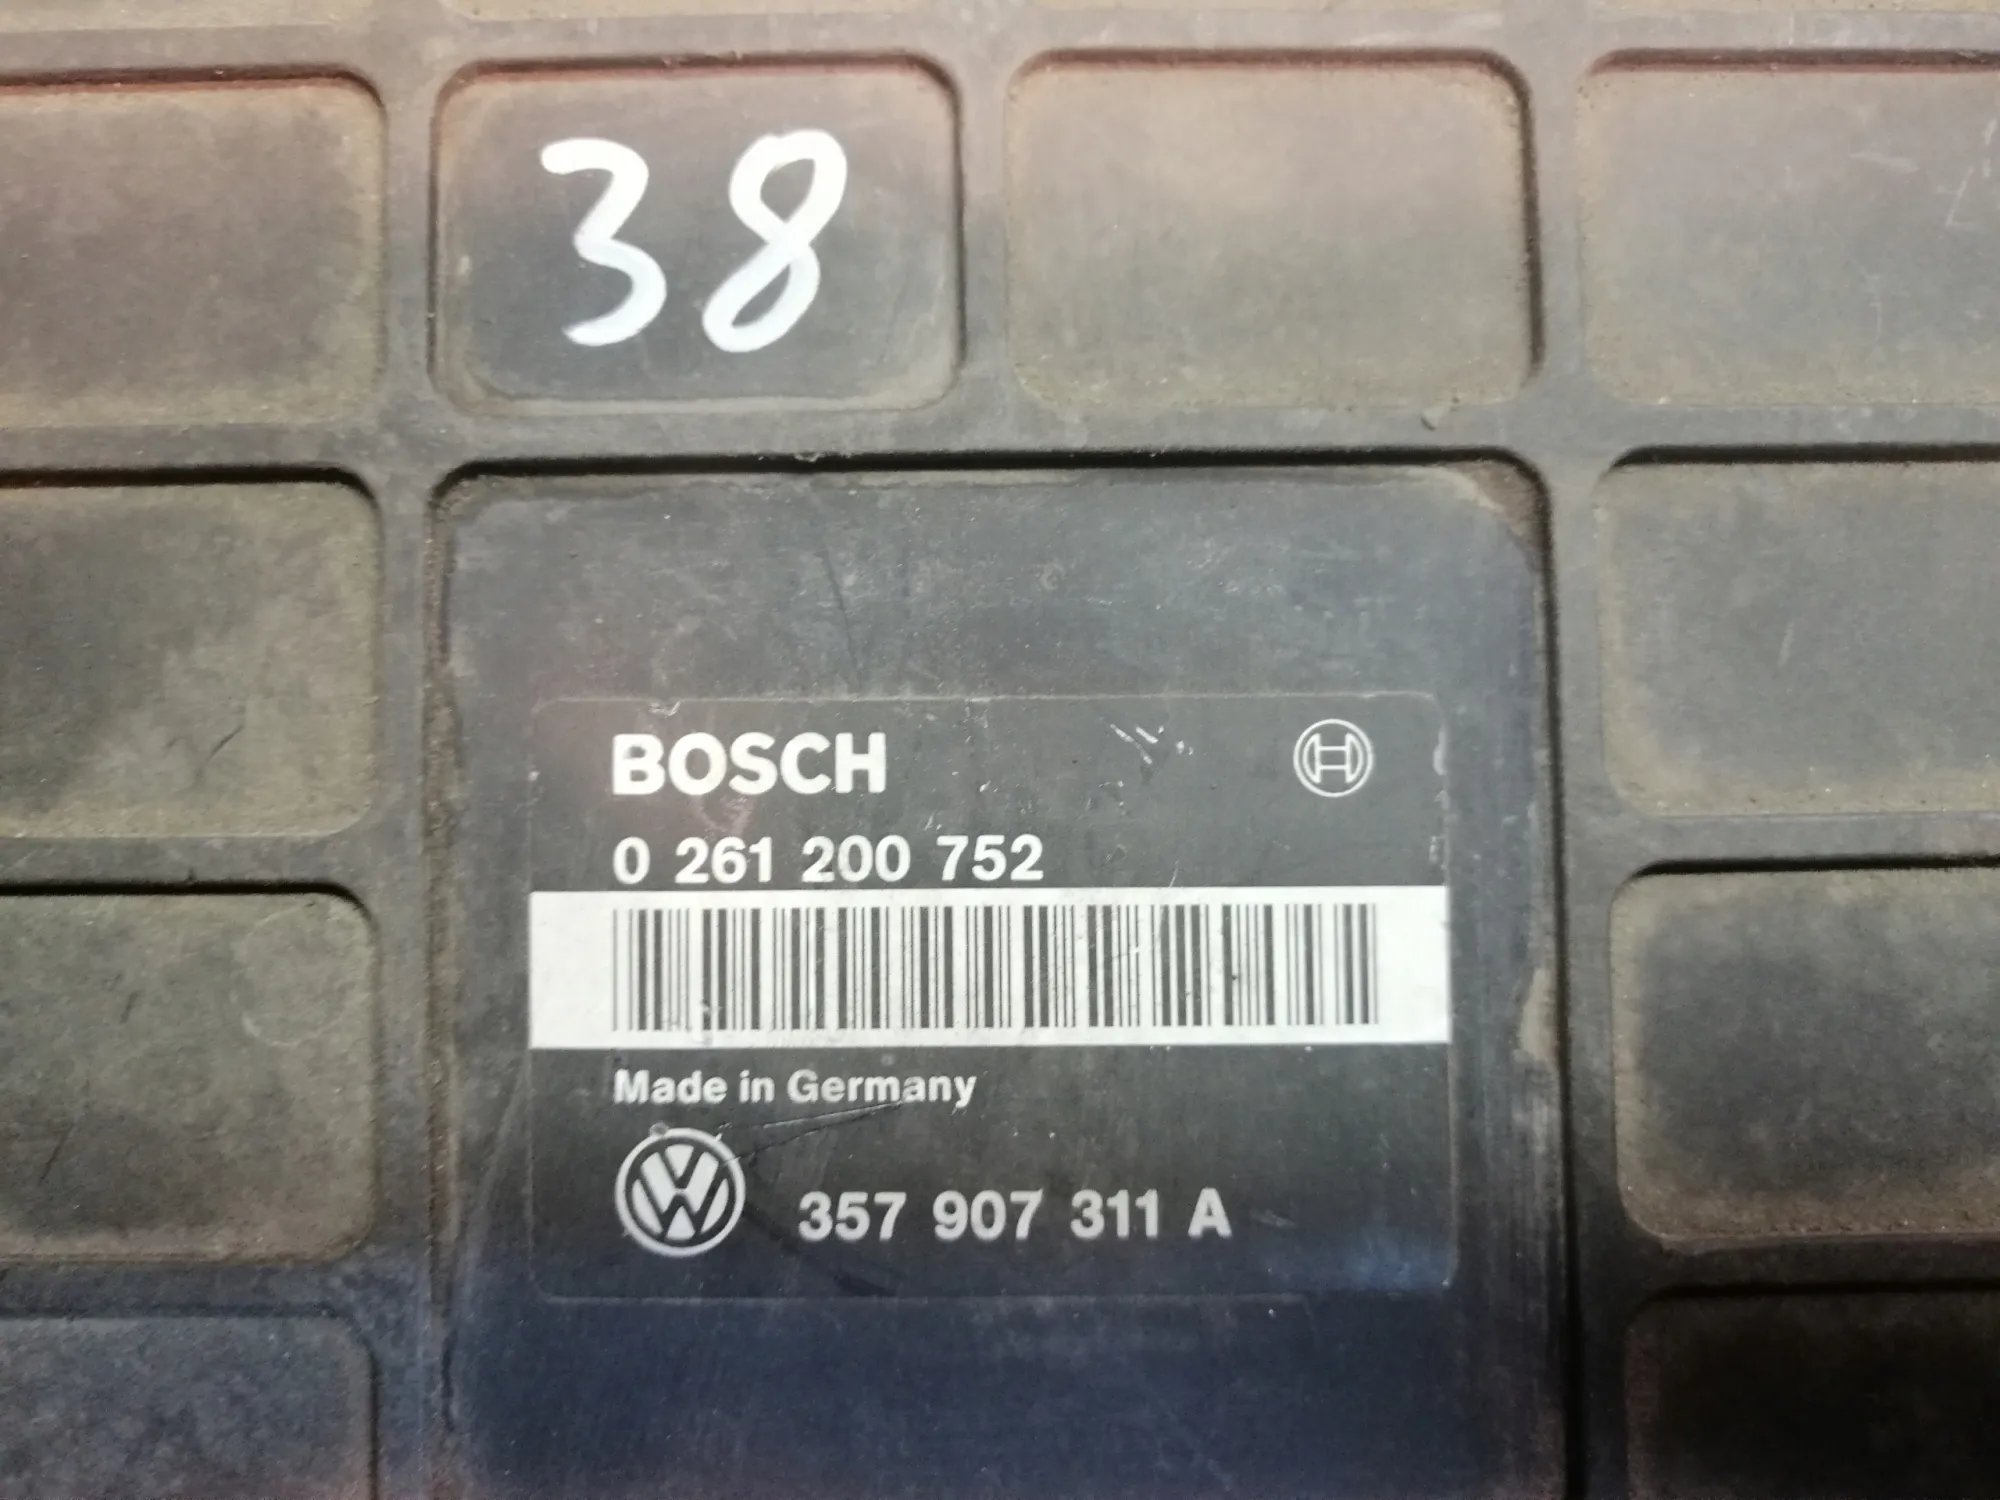 38
BOSCH
0 261 200 752
Made in Germany
357 907 311 A